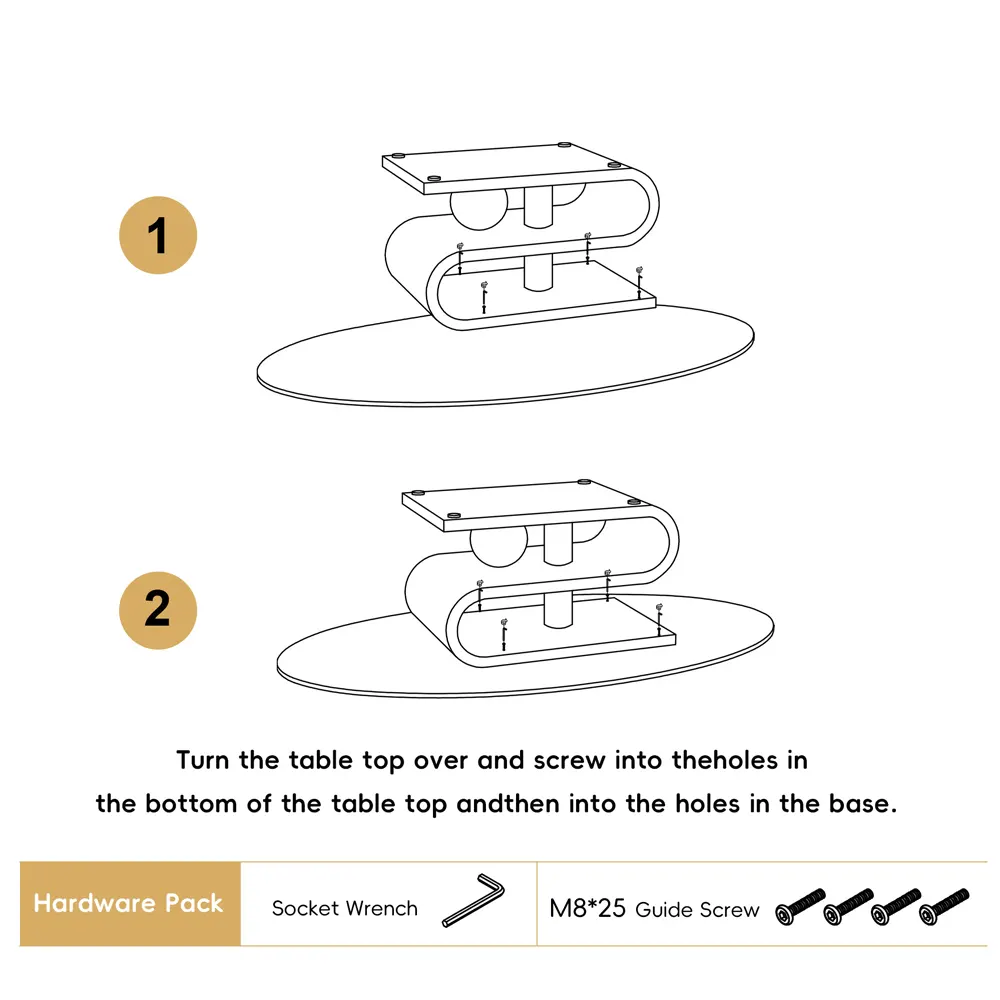 1
2
Turn the table top over and screw into theholes in
the bottom of the table top andthen into the holes in the base.
Hardware Pack
Socket Wrench
M8*25 Guide Screw